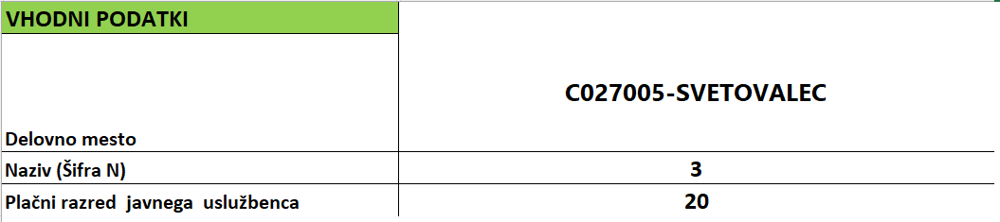 VHODNI PODATKI
C027005-SVETOVALEC
Delovno mesto
Naziv (Šifra N) 3
Plačni razred javnega uslužbenca 20